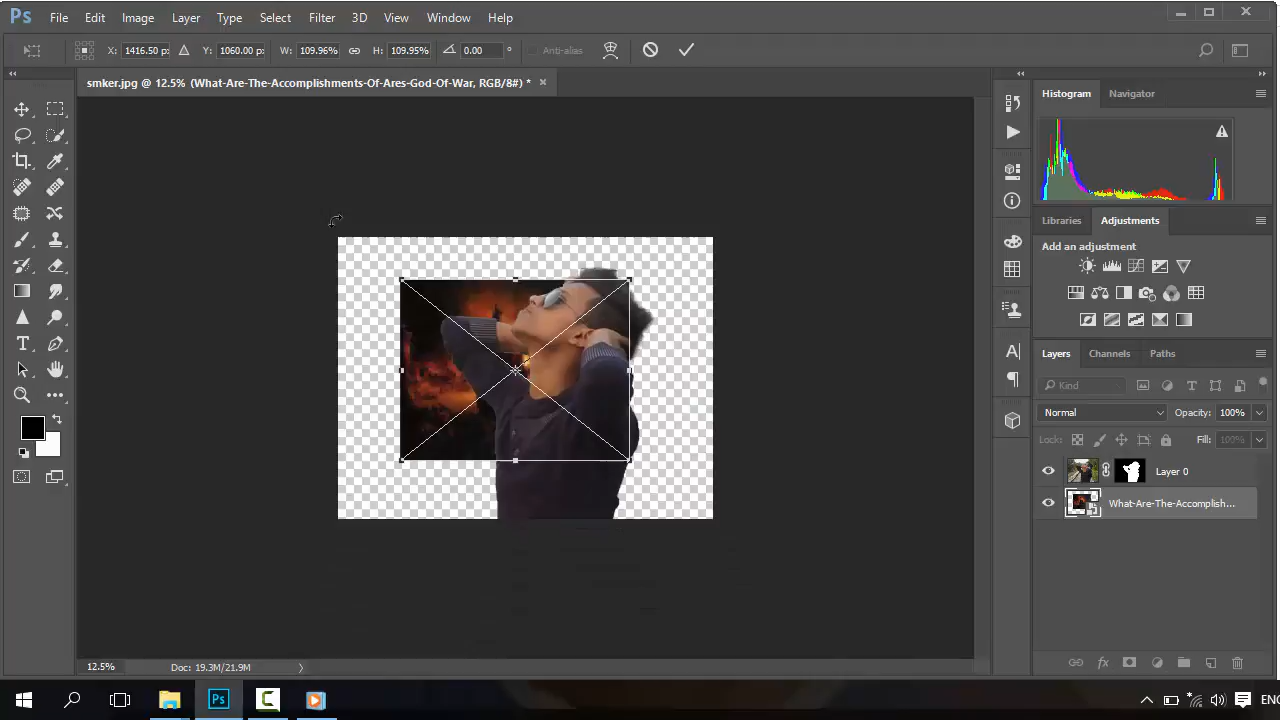 Ps File Edit Image Layer Type Select Filter 3D View Window Help
X: 1416.50 p: Y: 1060.00 p: W: 109.96% H: 109.95% 0.00 ° Anti-alias
smker.jpg @ 12.5% (What-Are-The-Accomplishments-Of-Ares-God-Of-War, RGB/8#) *
Histogram Navigator
Libraries Adjustments
Add an adjustment
Layers Channels Paths
Kind
Normal Opacity: 100%
Lock: Fill: 100%
Layer 0
What-Are-The-Accomplish...
12.5% Doc: 19.3M/21.9M
Ps ENG